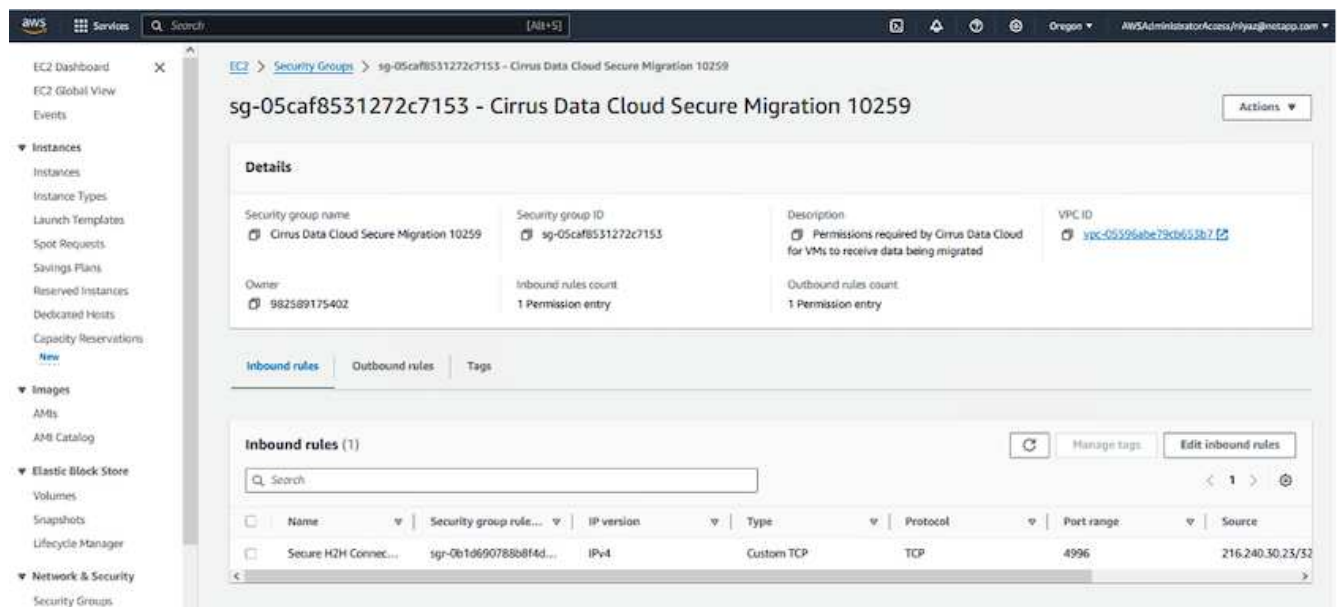 aws Services Search [Alt+S] Oregon AWSAdministratorAccess/niyaz@netapp.com
EC2 Dashboard
EC2 Global View
Events
Instances
Instances
Instance Types
Launch Templates
Spot Requests
Savings Plans
Reserved Instances
Dedicated Hosts
Capacity Reservations
New
Images
AMIs
AMI Catalog
Elastic Block Store
Volumes
Snapshots
Lifecycle Manager
Network & Security
Security Groups
EC2 > Security Groups > sg-05caf8531272c7153 - Cirrus Data Cloud Secure Migration 10259
sg-05caf8531272c7153 - Cirrus Data Cloud Secure Migration 10259
Actions
Details
Security group name
Cirrus Data Cloud Secure Migration 10259
Security group ID
sg-05caf8531272c7153
Description
Permissions required by Cirrus Data Cloud
for VMs to receive data being migrated
VPC ID
vpc-05596abe79cb653b7
Owner
982589175402
Inbound rules count
1 Permission entry
Outbound rules count
1 Permission entry
Inbound rules Outbound rules Tags
Inbound rules (1)
Manage tags Edit inbound rules
Search
1
Name Security group rule... IP version Type Protocol Port range Source
Secure H2H Connec... sgr-0b1d690788b8f4d... IPv4 Custom TCP TCP 4996 216.240.30.23/32